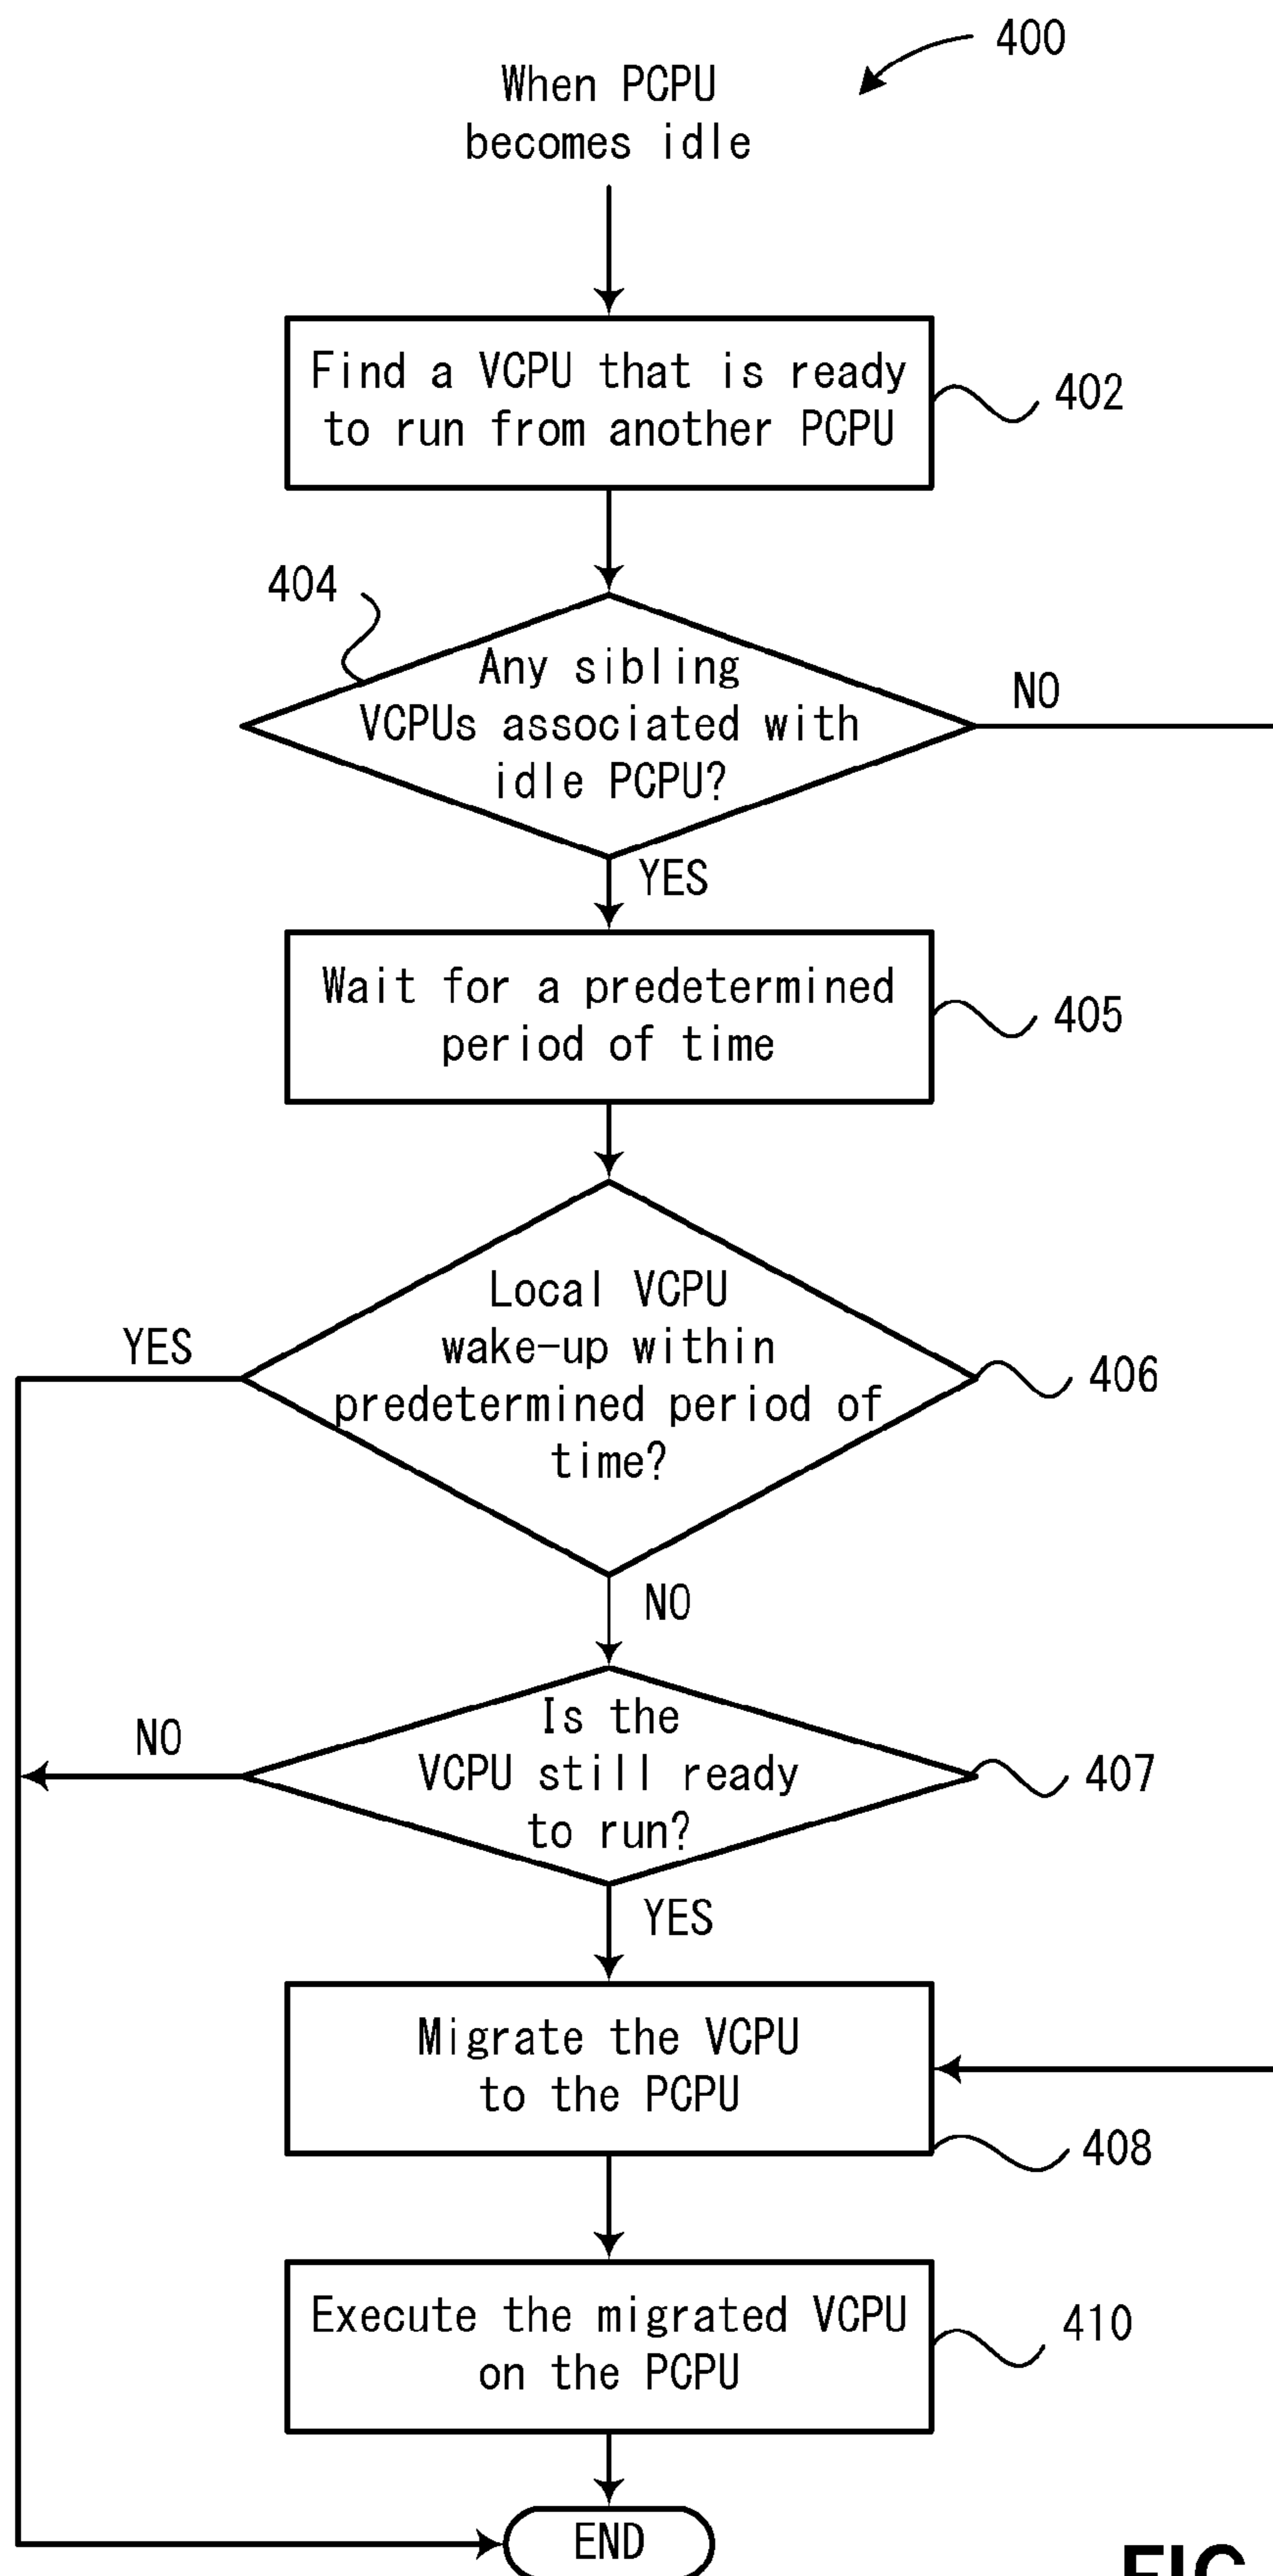 400
When PCPU
becomes idle
Find a VCPU that is ready
to run from another PCPU
402
404
Any sibling
VCPUs associated with
idle PCPU?
NO
YES
Wait for a predetermined
period of time
405
Local VCPU
wake-up within
predetermined period of
time?
YES
406
NO
Is the
VCPU still ready
to run?
NO
407
YES
Migrate the VCPU
to the PCPU
408
Execute the migrated VCPU
on the PCPU
410
END
FIG